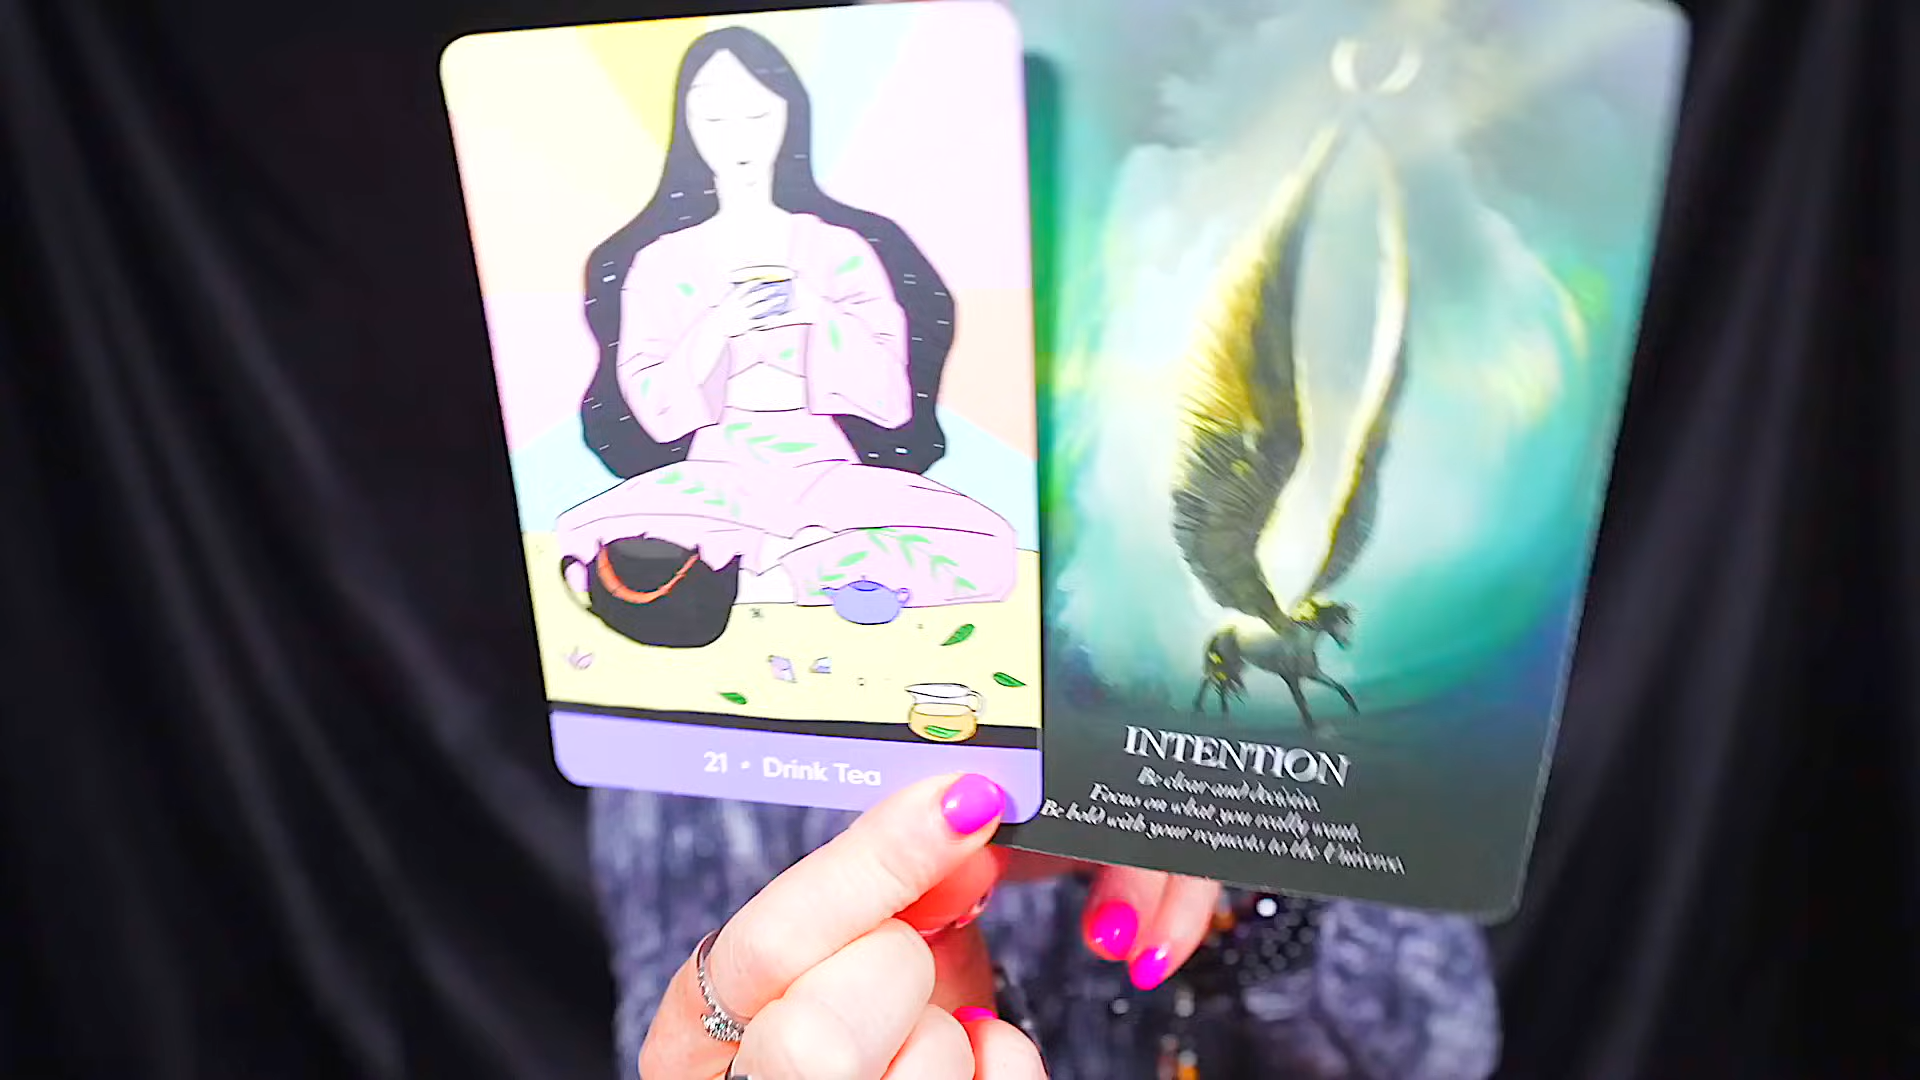 21 • Drink Tea
INTENTION
Be clear and decisive.
Focus on what you really want.
Be bold with your requests to the Universe